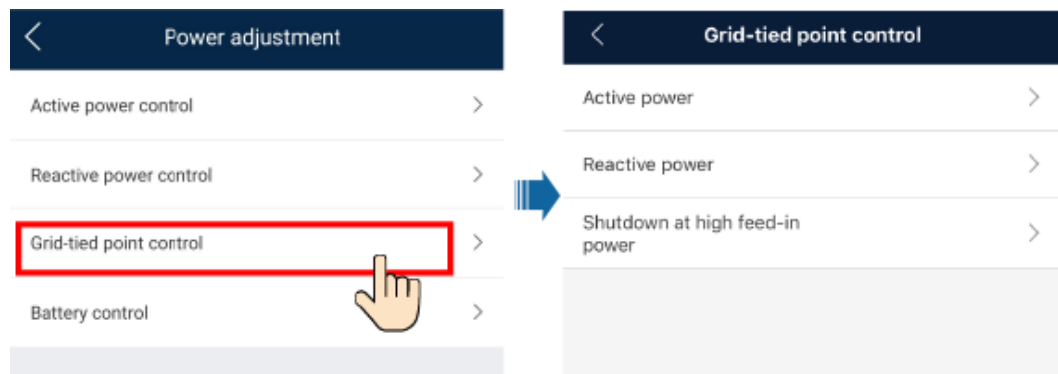 Power adjustment
Active power control
Reactive power control
Grid-tied point control
Battery control
Grid-tied point control
Active power
Reactive power
Shutdown at high feed-in
power